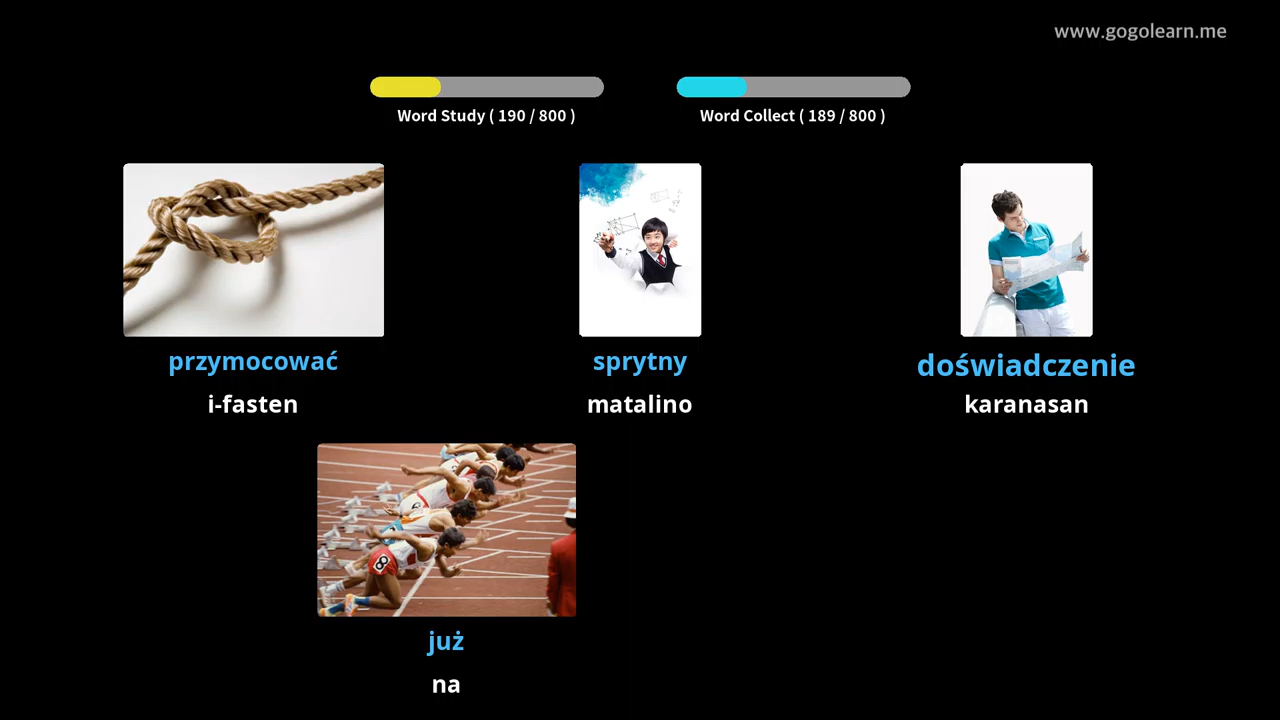 www.gogolearn.me
Word Study ( 190 / 800 )
Word Collect ( 189 / 800 )
przymocować
sprytny
doświadczenie
i-fasten
matalino
karanasan
już
na